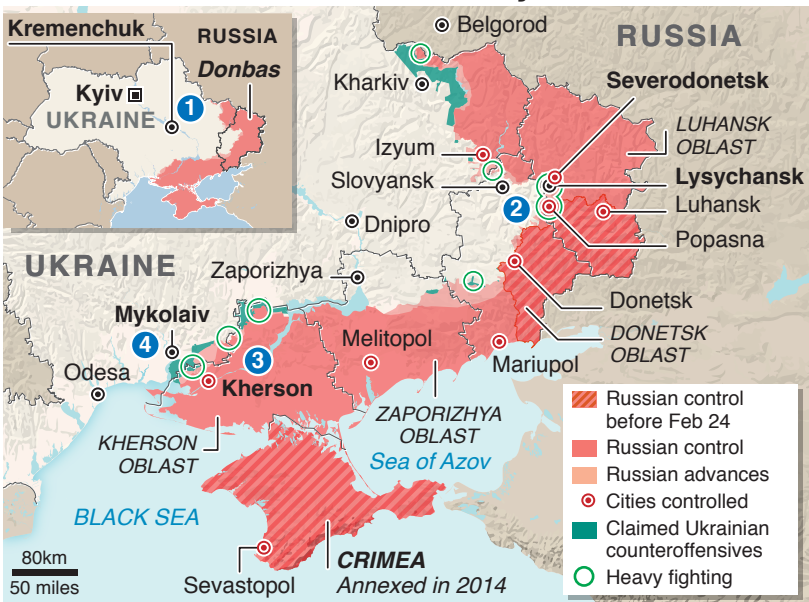 Kremenchuk
RUSSIA
Donbas
Kyiv
1
UKRAINE
Belgorod
RUSSIA
Kharkiv
Severodonetsk
Izyum
LUHANSK
OBLAST
Slovyansk
Lysychansk
2
Luhansk
Dnipro
Popasna
UKRAINE
Zaporizhya
Donetsk
Mykolaiv
DONETSK
OBLAST
4
3
Melitopol
Mariupol
Odesa
Kherson
ZAPORIZHYA
OBLAST
KHERSON
OBLAST
Sea of Azov
BLACK SEA
80km
50 miles
Sevastopol
CRIMEA
Annexed in 2014
Russian control
before Feb 24
Russian control
Russian advances
Cities controlled
Claimed Ukrainian
counteroffensives
Heavy fighting